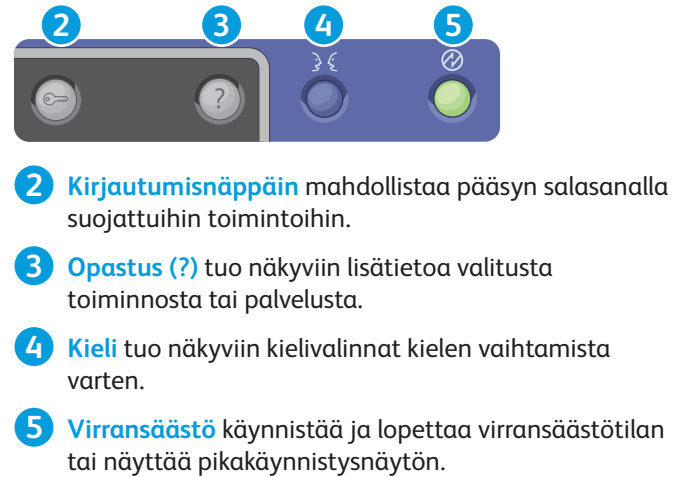 2 3 4 5
?
2 Kirjautumisnäppäin mahdollistaa pääsyn salasanalla
suojattuihin toimintoihin.
3 Opastus (?) tuo näkyviin lisätietoa valitusta
toiminnosta tai palvelusta.
4 Kieli tuo näkyviin kielivalinnat kielen vaihtamista
varten.
5 Virransäästö käynnistää ja lopettaa virransäästötilan
tai näyttää pikakäynnistysnäytön.